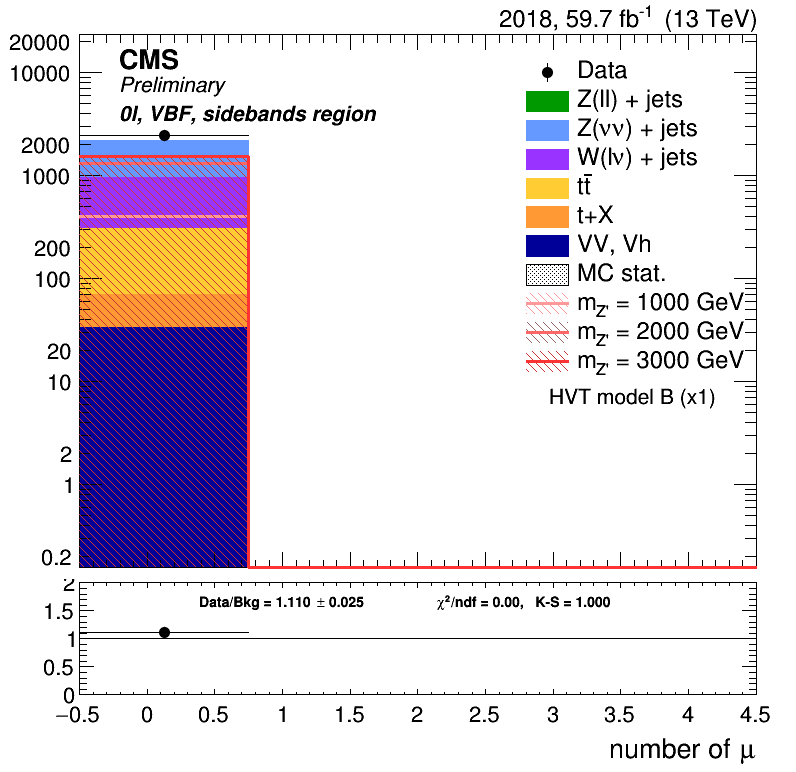 2018, 59.7 fb⁻¹ (13 TeV)
CMS
Preliminary
0l, VBF, sidebands region
Data
Z(ll) + jets
Z(νν) + jets
W(lν) + jets
tt̄
t+X
VV, Vh
MC stat.
m_Z' = 1000 GeV
m_Z' = 2000 GeV
m_Z' = 3000 GeV
HVT model B (x1)
20000
10000
2000
1000
200
100
20
10
2
1
0.2
Data/Bkg = 1.110 ± 0.025
χ²/ndf = 0.00, K-S = 1.000
2
1.5
1
0.5
0
−0.5 0 0.5 1 1.5 2 2.5 3 3.5 4 4.5
number of μ